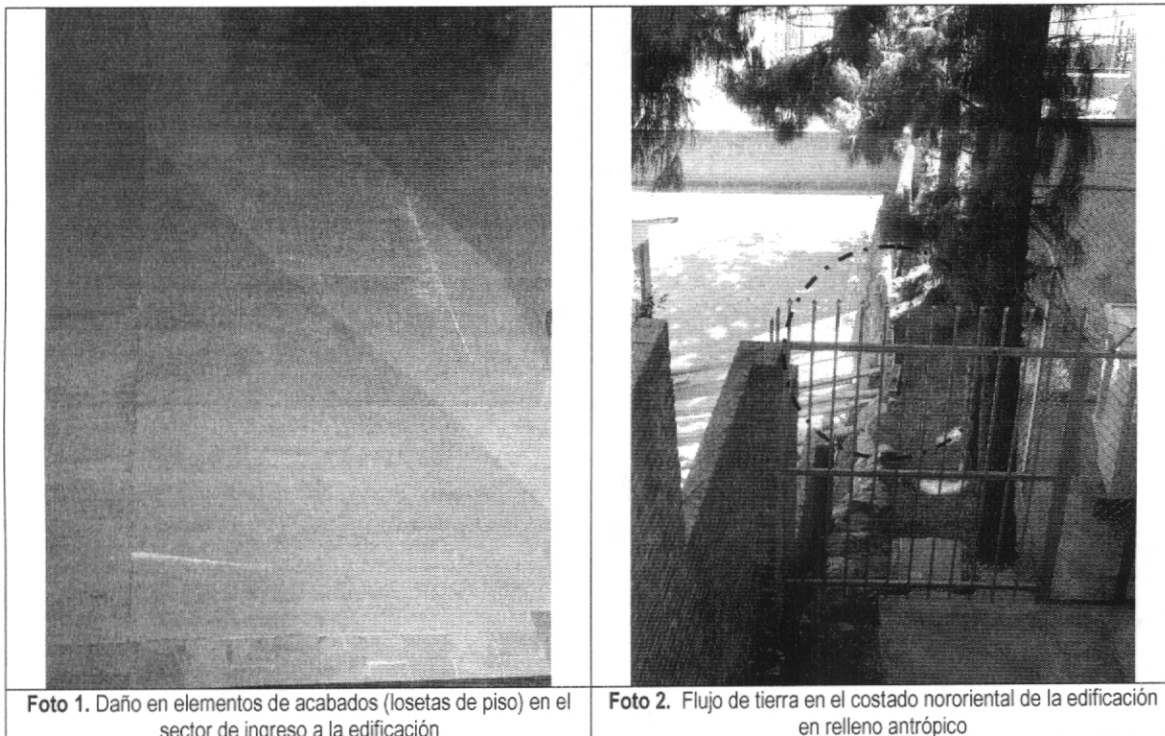 Foto 1. Daño en elementos de acabados (losetas de piso) en el
sector de ingreso a la edificación
Foto 2. Flujo de tierra en el costado nororiental de la edificación
en relleno antrópico